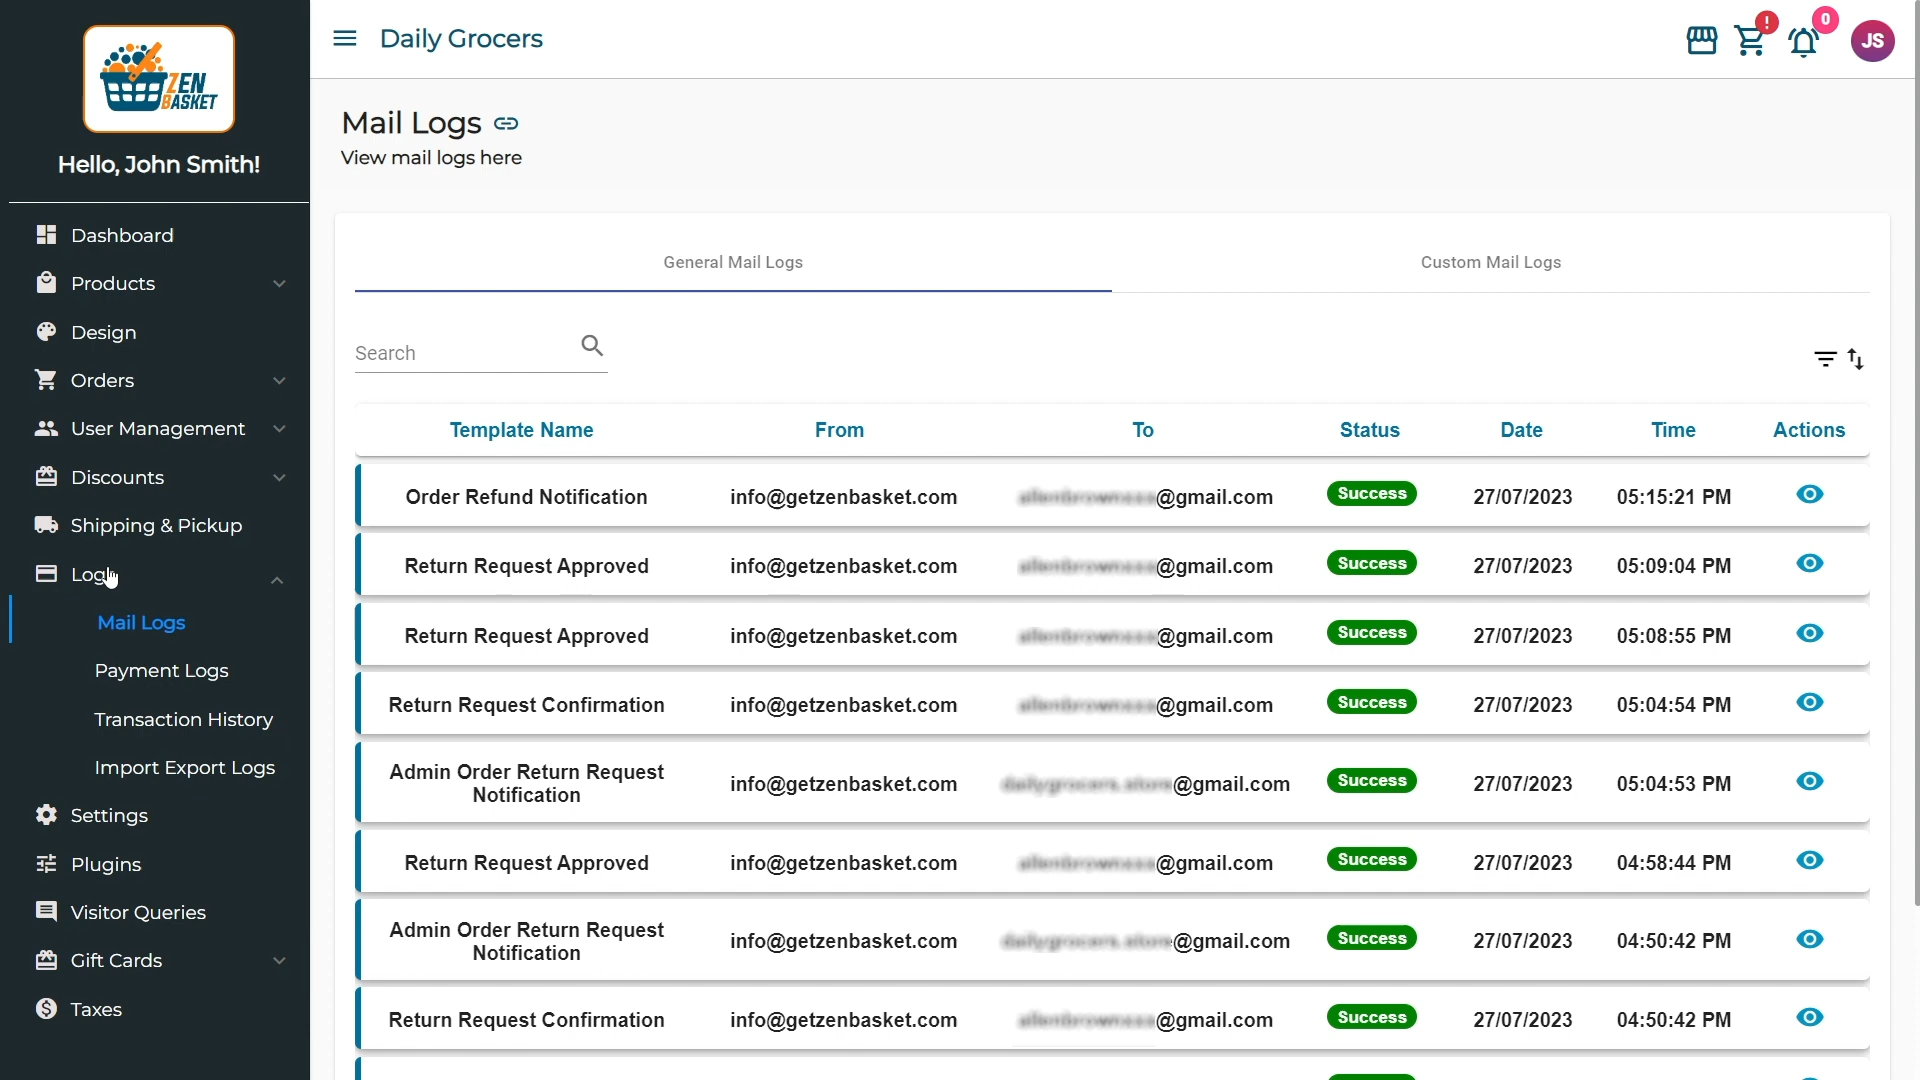 ZEN
BASKET
Hello, John Smith!
Dashboard
Products
Design
Orders
User Management
Discounts
Shipping & Pickup
Mail Logs
Payment Logs
Transaction History
Import Export Logs
Settings
Plugins
Visitor Queries
Gift Cards
Taxes
Daily Grocers
!
0
JS
Mail Logs
View mail logs here
General Mail Logs
Custom Mail Logs
Search
Template Name From To Status Date Time Actions
Order Refund Notification info@getzenbasket.com @gmail.com Success 27/07/2023 05:15:21 PM
Return Request Approved info@getzenbasket.com @gmail.com Success 27/07/2023 05:09:04 PM
Return Request Approved info@getzenbasket.com @gmail.com Success 27/07/2023 05:08:55 PM
Return Request Confirmation info@getzenbasket.com @gmail.com Success 27/07/2023 05:04:54 PM
Admin Order Return Request
Notification
info@getzenbasket.com @gmail.com Success 27/07/2023 05:04:53 PM
Return Request Approved info@getzenbasket.com @gmail.com Success 27/07/2023 04:58:44 PM
Admin Order Return Request
Notification
info@getzenbasket.com @gmail.com Success 27/07/2023 04:50:42 PM
Return Request Confirmation info@getzenbasket.com @gmail.com Success 27/07/2023 04:50:42 PM